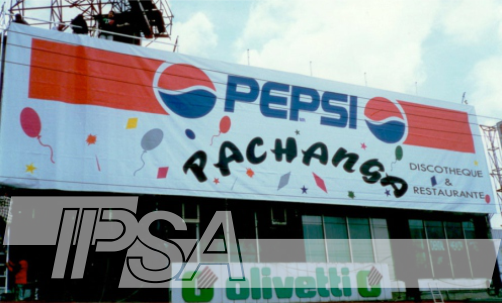 PEPSI
PACHANGA
DISCOTHEQUE
&
RESTAURANTE
IPSA
olivetti